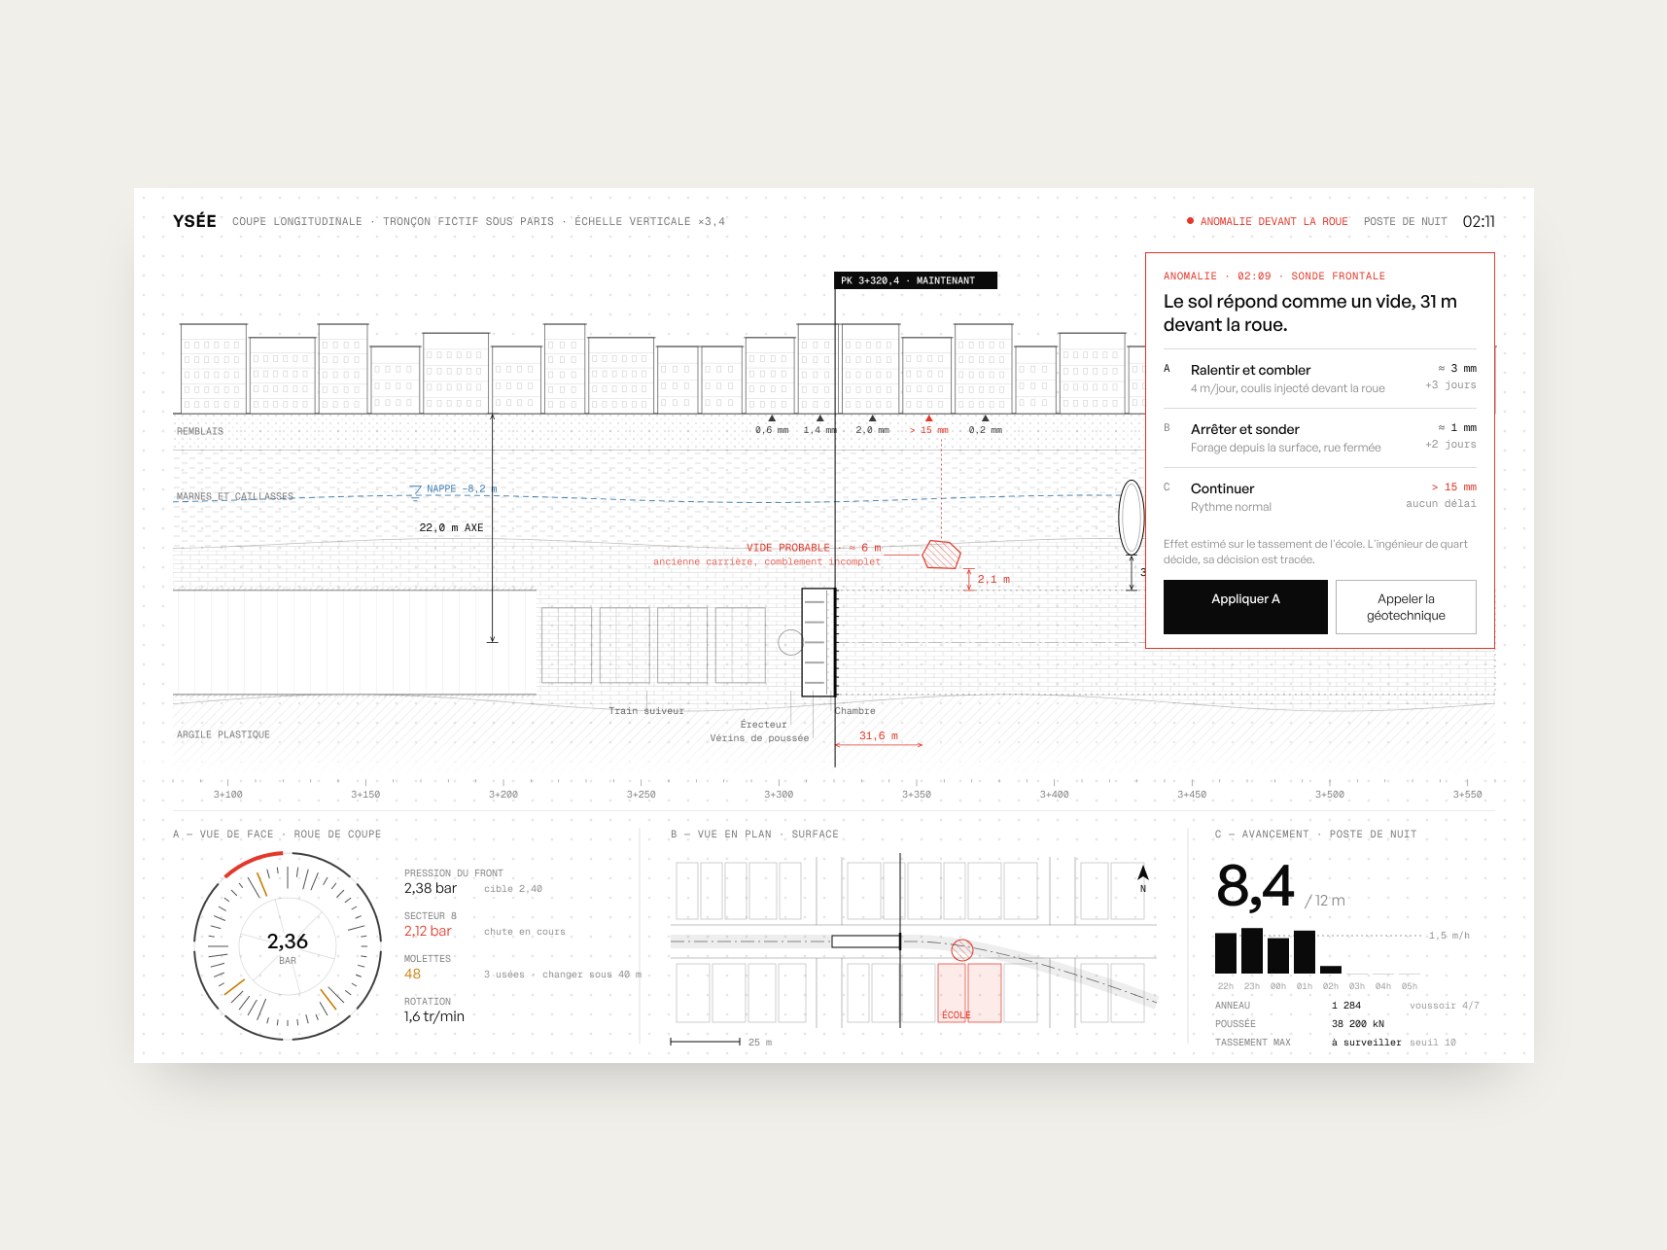 YSÉE COUPE LONGITUDINALE · TRONÇON FICTIF SOUS PARIS · ÉCHELLE VERTICALE ×3,4
ANOMALIE DEVANT LA ROUE POSTE DE NUIT 02:11
PK 3+320,4 · MAINTENANT
ANOMALIE · 02:09 · SONDE FRONTALE
Le sol répond comme un vide, 31 m
devant la roue.
A Ralentir et combler ≈ 3 mm
4 m/jour, coulis injecté devant la roue +3 jours
B Arrêter et sonder ≈ 1 mm
Forage depuis la surface, rue fermée +2 jours
C Continuer > 15 mm
Rythme normal aucun délai
Effet estimé sur le tassement de l'école. L'ingénieur de quart
décide, sa décision est tracée.
Appliquer A
Appeler la
géotechnique
0,6 mm 1,4 mm 2,0 mm > 15 mm 0,2 mm
REMBLAIS
MARNES ET CAILLASSES
NAPPE −8,2 m
22,0 m AXE
VIDE PROBABLE · ≈ 6 m
ancienne carrière, comblement incomplet
2,1 m
3
Train suiveur
Érecteur
Vérins de poussée
Chambre
ARGILE PLASTIQUE
31,6 m
3+100 3+150 3+200 3+250 3+300 3+350 3+400 3+450 3+500 3+550
A — VUE DE FACE · ROUE DE COUPE
2,36
BAR
PRESSION DU FRONT
2,38 bar cible 2,40
SECTEUR 8
2,12 bar chute en cours
MOLETTES
48 3 usées · changer sous 40 m
ROTATION
1,6 tr/min
B — VUE EN PLAN · SURFACE
N
ÉCOLE
25 m
C — AVANCEMENT · POSTE DE NUIT
8,4 / 12 m
1,5 m/h
22h 23h 00h 01h 02h 03h 04h 05h
ANNEAU 1 284 voussoir 4/7
POUSSÉE 38 200 kN
TASSEMENT MAX à surveiller seuil 10